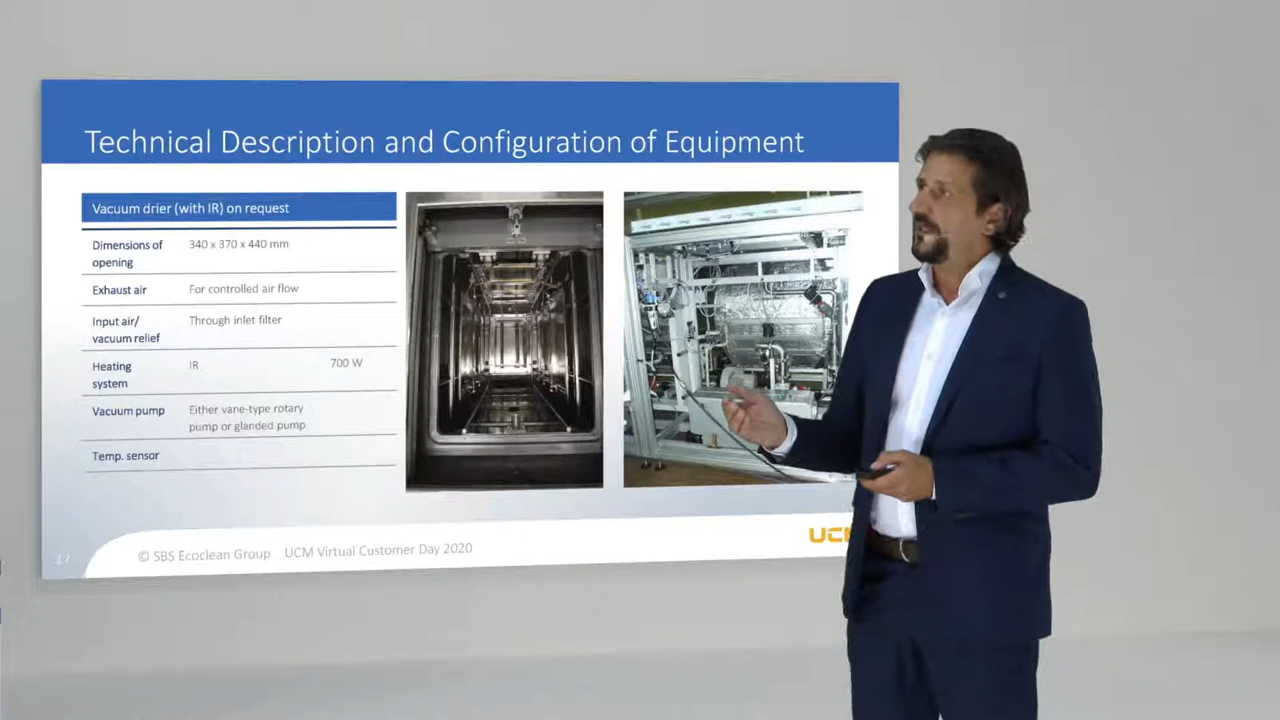 Technical Description and Configuration of Equipment
Vacuum drier (with IR) on request
Dimensions of
opening
340 x 370 x 440 mm
Exhaust air
For controlled air flow
Input air/
vacuum relief
Through inlet filter
Heating
system
IR
700 W
Vacuum pump
Either vane-type rotary
pump or glanded pump
Temp. sensor
17
© SBS Ecoclean Group
UCM Virtual Customer Day 2020